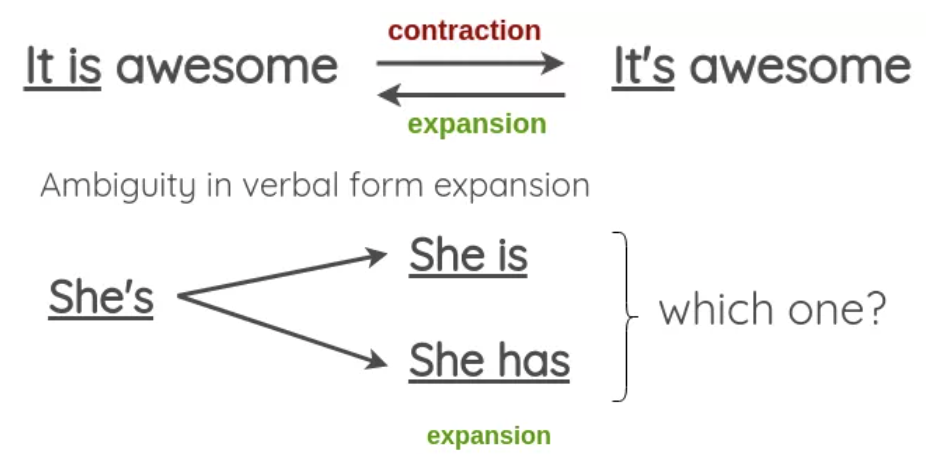 contraction
It is awesome It's awesome
expansion
Ambiguity in verbal form expansion
She is
She's
which one?
She has
expansion